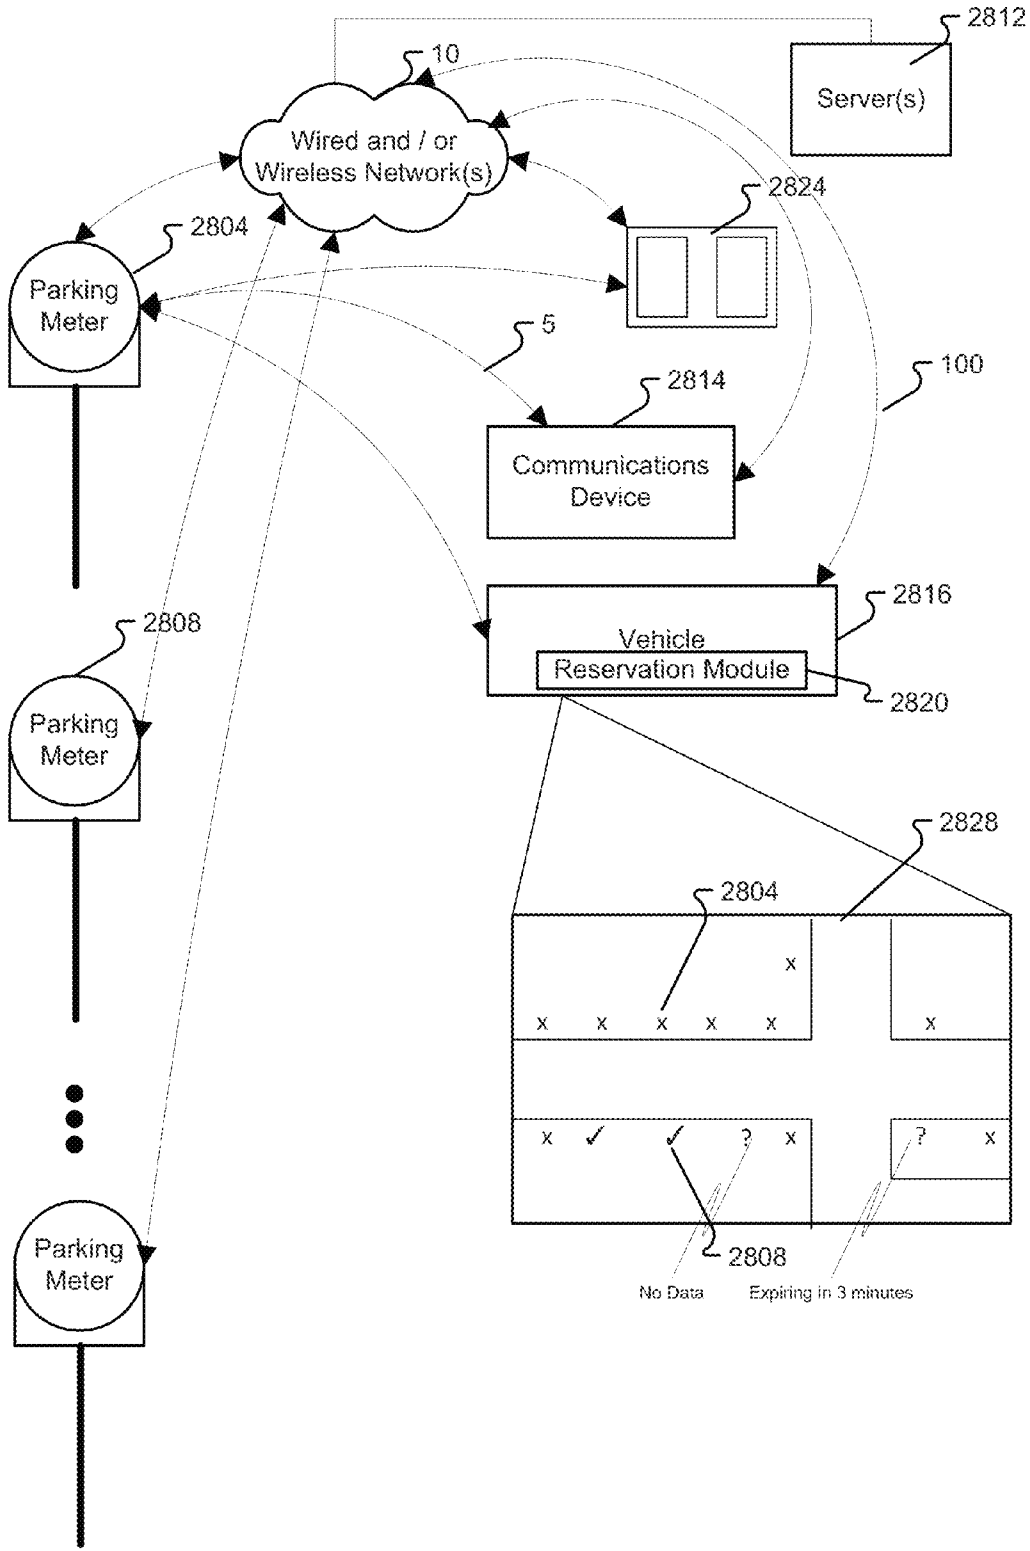 2812
Server(s)
10
Wired and / or
Wireless Network(s)
2824
2804
Parking
Meter
5
100
2814
Communications
Device
2816
Vehicle
Reservation Module
2820
2808
Parking
Meter
2828
2804
x
x x x x x x
x ✓ ✓ ? x ? x
2808
No Data
Expiring in 3 minutes
Parking
Meter